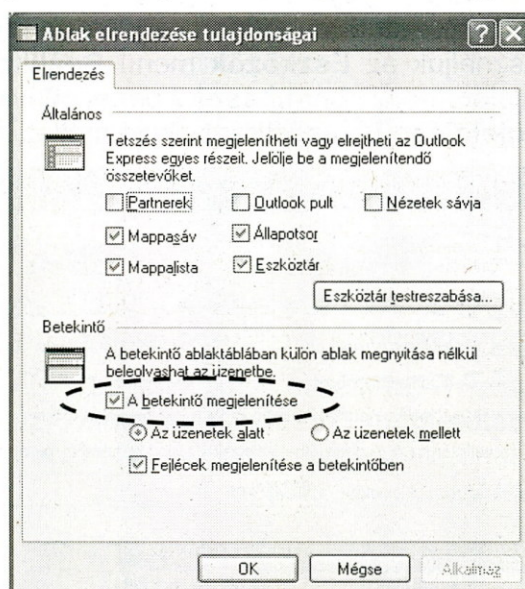 Ablak elrendezése tulajdonságai
Elrendezés
Általános
Tetszés szerint megjelenítheti vagy elrejtheti az Outlook
Express egyes részeit. Jelölje be a megjelenítendő
összetevőket.
Partnerek Outlook pult Nézetek sávja
Mappasáv Állapotsor
Mappalista Eszköztár
Eszköztár testreszabása...
Betekintő
A betekintő ablaktáblában külön ablak megnyitása nélkül
beleolvashat az üzenetbe.
A betekintő megjelenítése
Az üzenetek alatt Az üzenetek mellett
Fejlécek megjelenítése a betekintőben
OK Mégse Alkalmaz